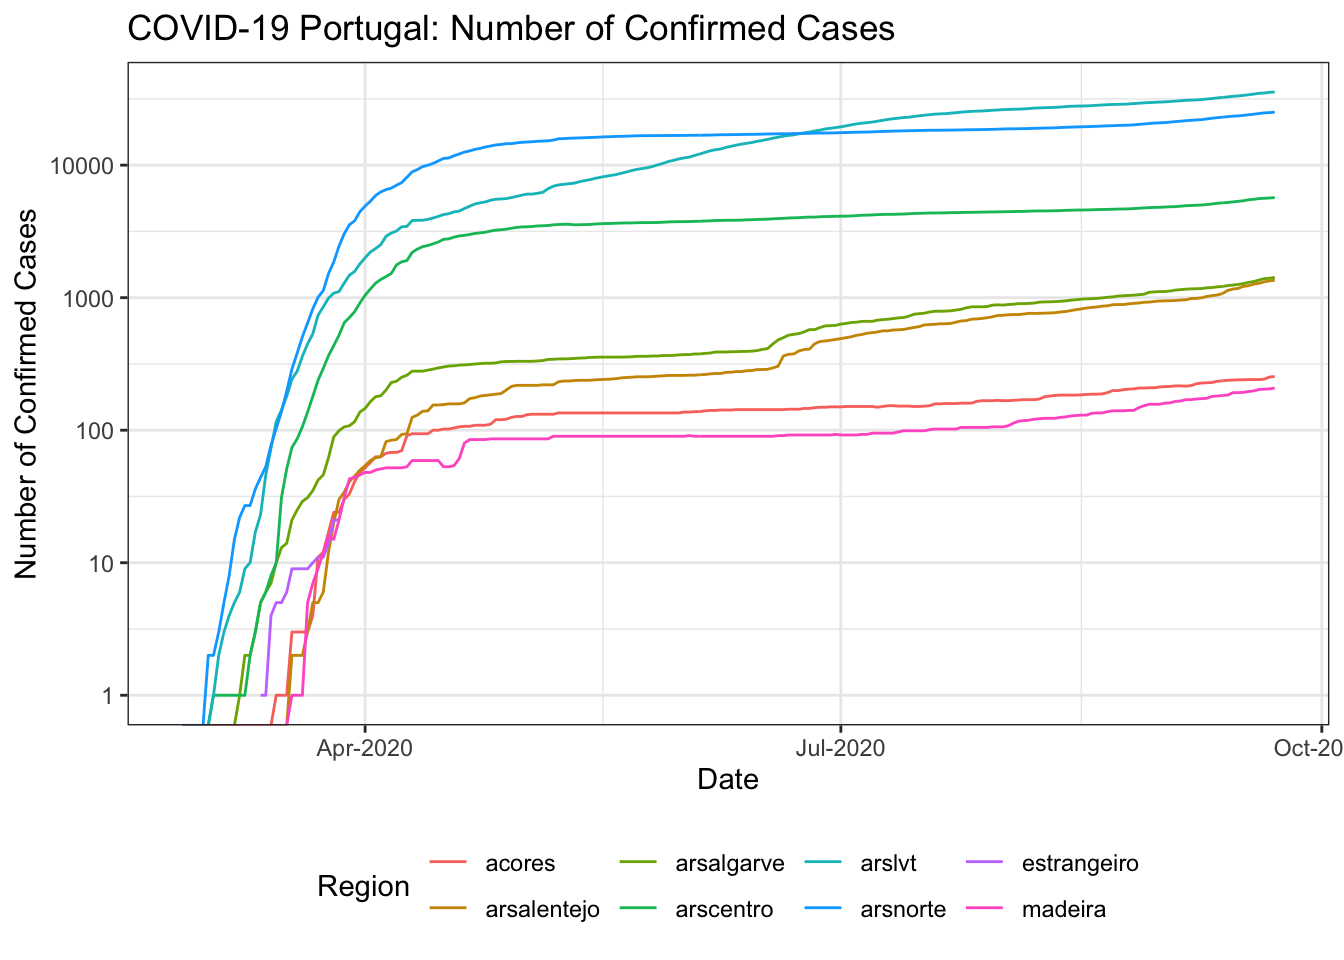 COVID-19 Portugal: Number of Confirmed Cases
Number of Confirmed Cases
10000
1000
100
10
1
Apr-2020 Jul-2020 Oct-20
Date
Region
acores arsalgarve arslvt estrangeiro
arsalentejo arscentro arsnorte madeira